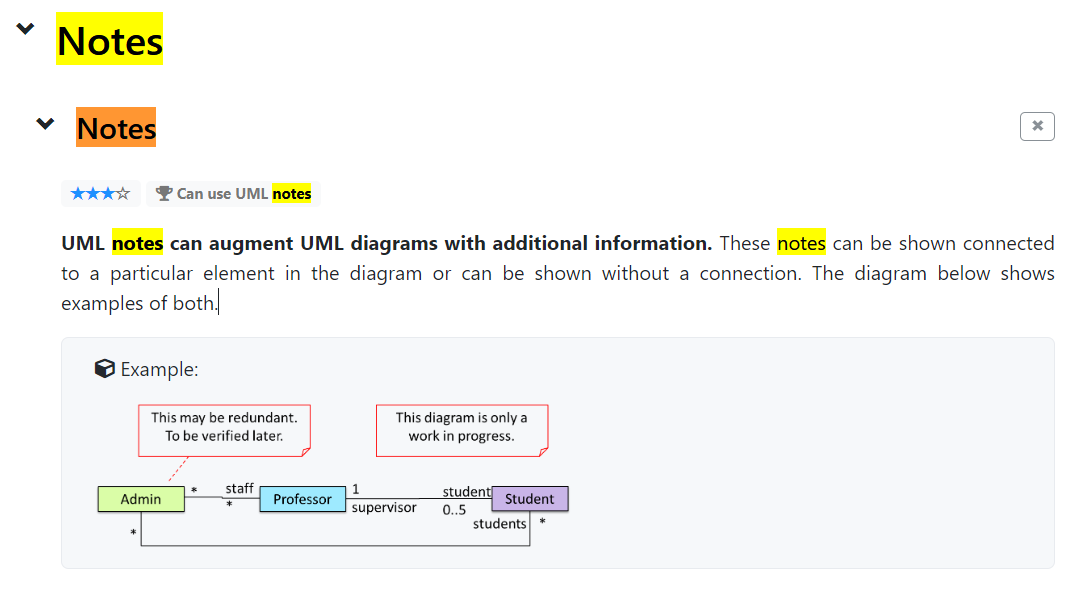 Notes
Notes
Can use UML notes
UML notes can augment UML diagrams with additional information. These notes can be shown connected
to a particular element in the diagram or can be shown without a connection. The diagram below shows
examples of both.
Example:
This may be redundant.
To be verified later.
This diagram is only a
work in progress.
Admin
*
staff
*
Professor
1
supervisor
student
0..5
Student
students
*
*